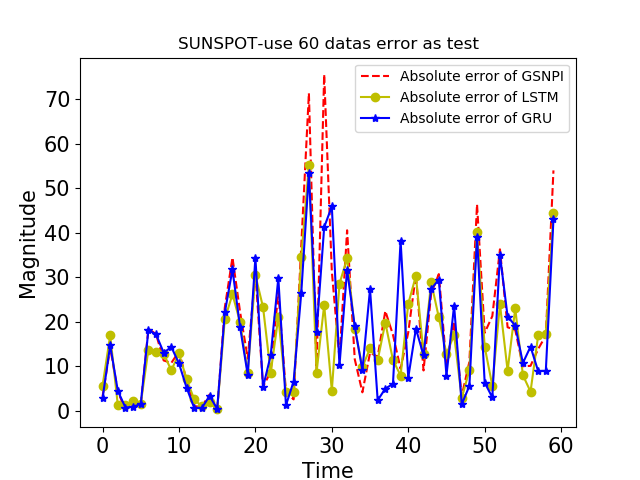 SUNSPOT-use 60 datas error as test
Absolute error of GSNPI
Absolute error of LSTM
Absolute error of GRU
Magnitude
70
60
50
40
30
20
10
0
0 10 20 30 40 50 60
Time